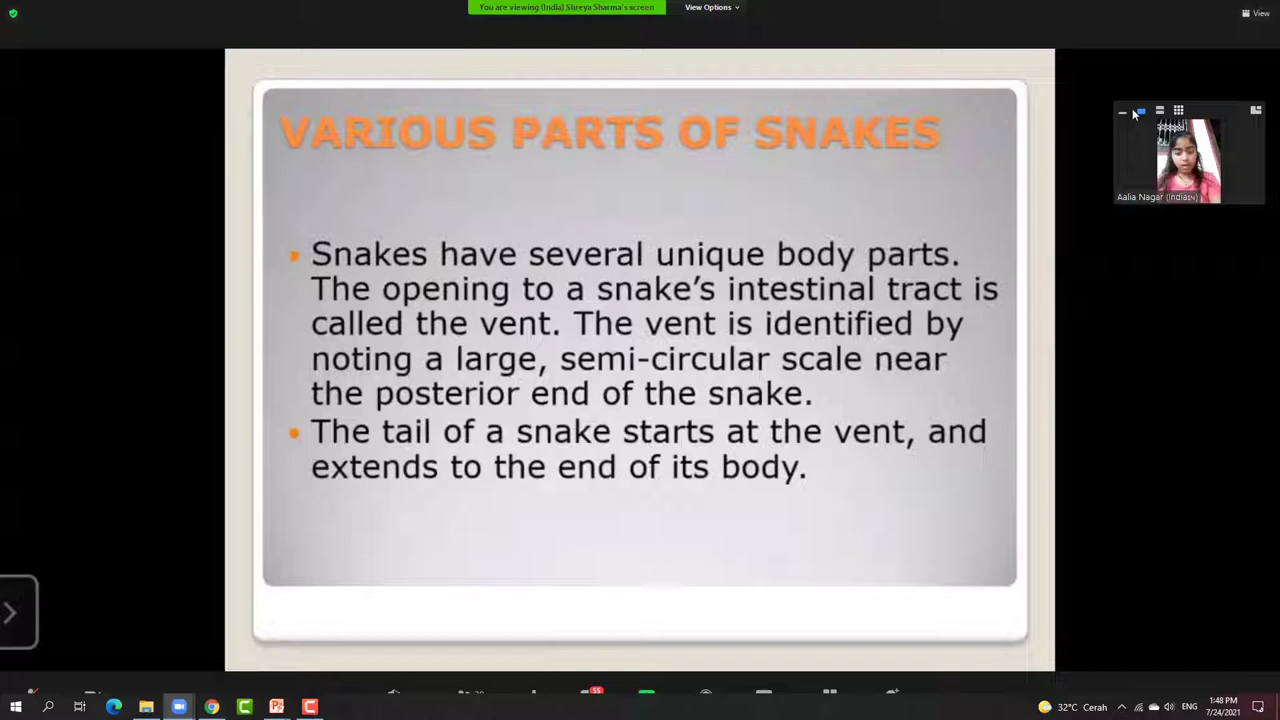 You are viewing (India) Shreya Sharma's screen
View Options
View
VARIOUS PARTS OF SNAKES
Snakes have several unique body parts.
The opening to a snake's intestinal tract is
called the vent. The vent is identified by
noting a large, semi-circular scale near
the posterior end of the snake.
The tail of a snake starts at the vent, and
extends to the end of its body.
Aalia Nagar (India
55
32°C Cerah
ENG
1:48 PM
7/24/2021